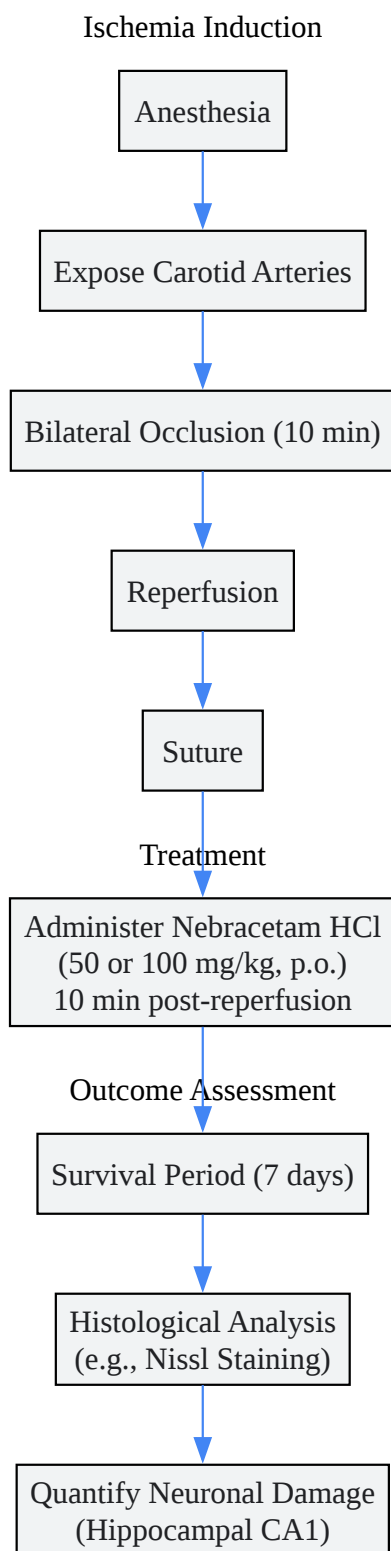 Ischemia Induction
Anesthesia
Expose Carotid Arteries
Bilateral Occlusion (10 min)
Reperfusion
Suture
Treatment
Administer Nebracetam HCl
(50 or 100 mg/kg, p.o.)
10 min post-reperfusion
Outcome Assessment
Survival Period (7 days)
Histological Analysis
(e.g., Nissl Staining)
Quantify Neuronal Damage
(Hippocampal CA1)